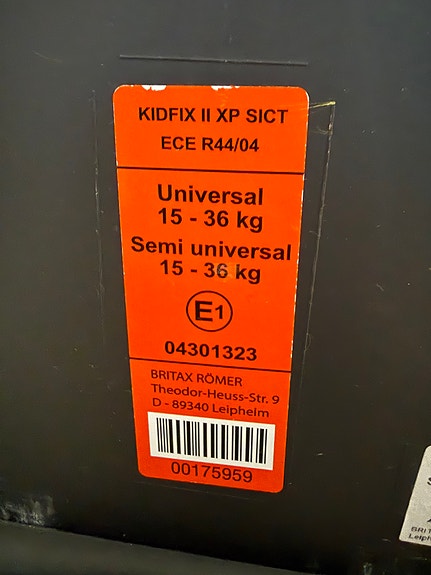 KIDFIX II XP SICT
ECE R44/04
Universal
15 - 36 kg
Semi universal
15 - 36 kg
E1
04301323
BRITAX RÖMER
Theodor-Heuss-Str. 9
D - 89340 Leipheim
00175959